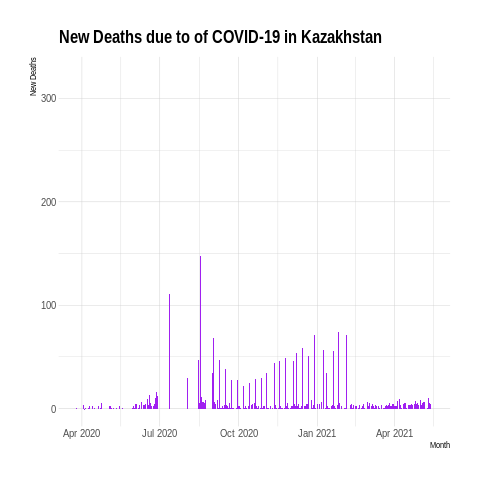 New Deaths due to of COVID-19 in Kazakhstan
New Deaths
300
200
100
0
Apr 2020 Jul 2020 Oct 2020 Jan 2021 Apr 2021
Month